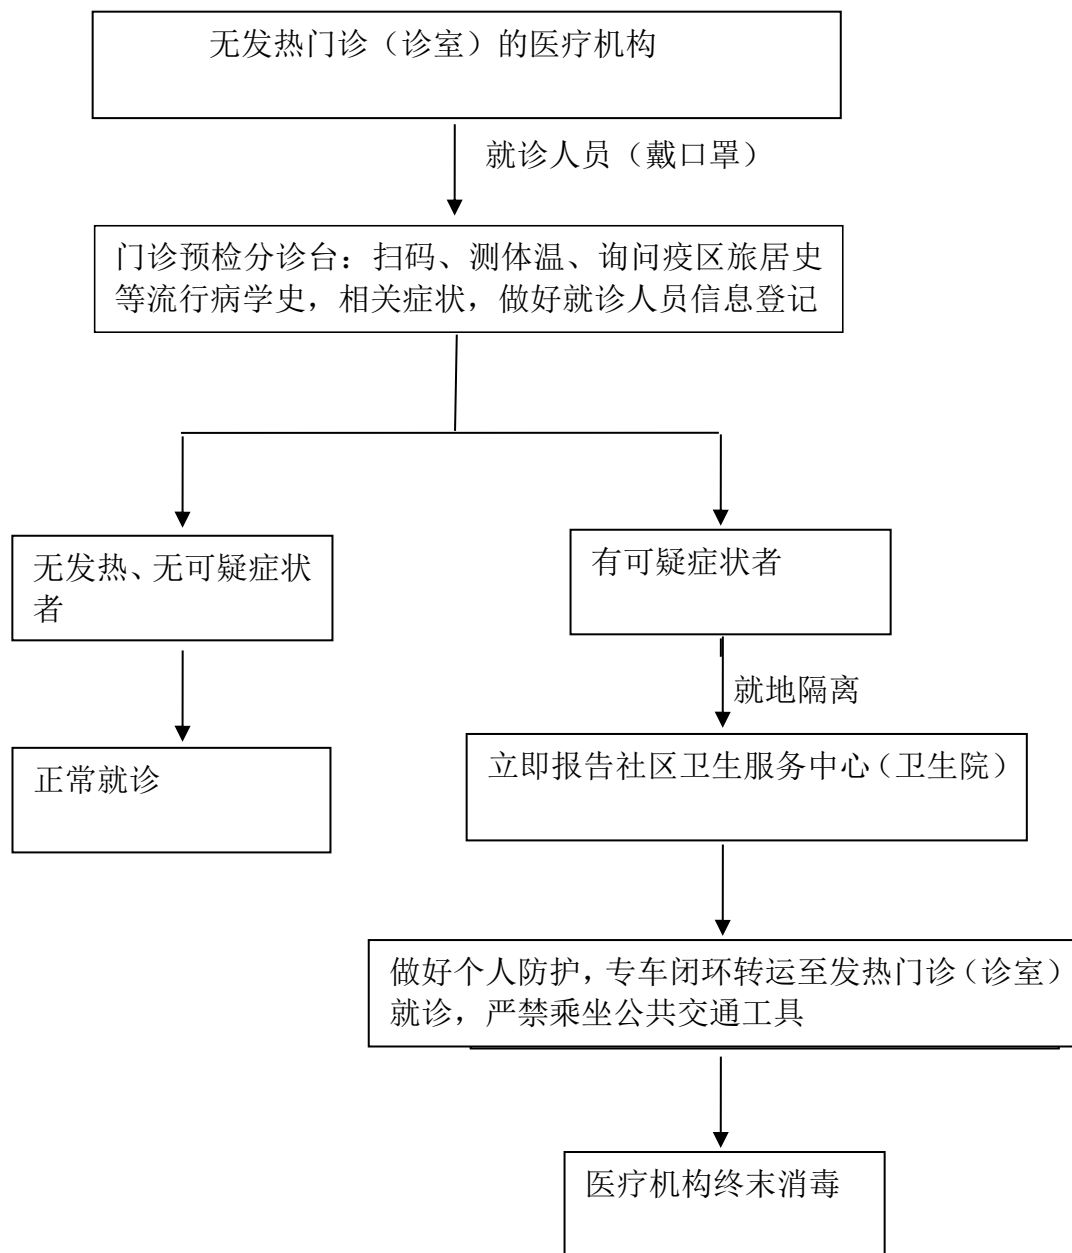 无发热门诊（诊室）的医疗机构
就诊人员（戴口罩）
门诊预检分诊台：扫码、测体温、询问疫区旅居史
等流行病学史，相关症状，做好就诊人员信息登记
无发热、无可疑症状
者
有可疑症状者
就地隔离
正常就诊
立即报告社区卫生服务中心（卫生院）
做好个人防护，专车闭环转运至发热门诊（诊室）
就诊，严禁乘坐公共交通工具
医疗机构终末消毒